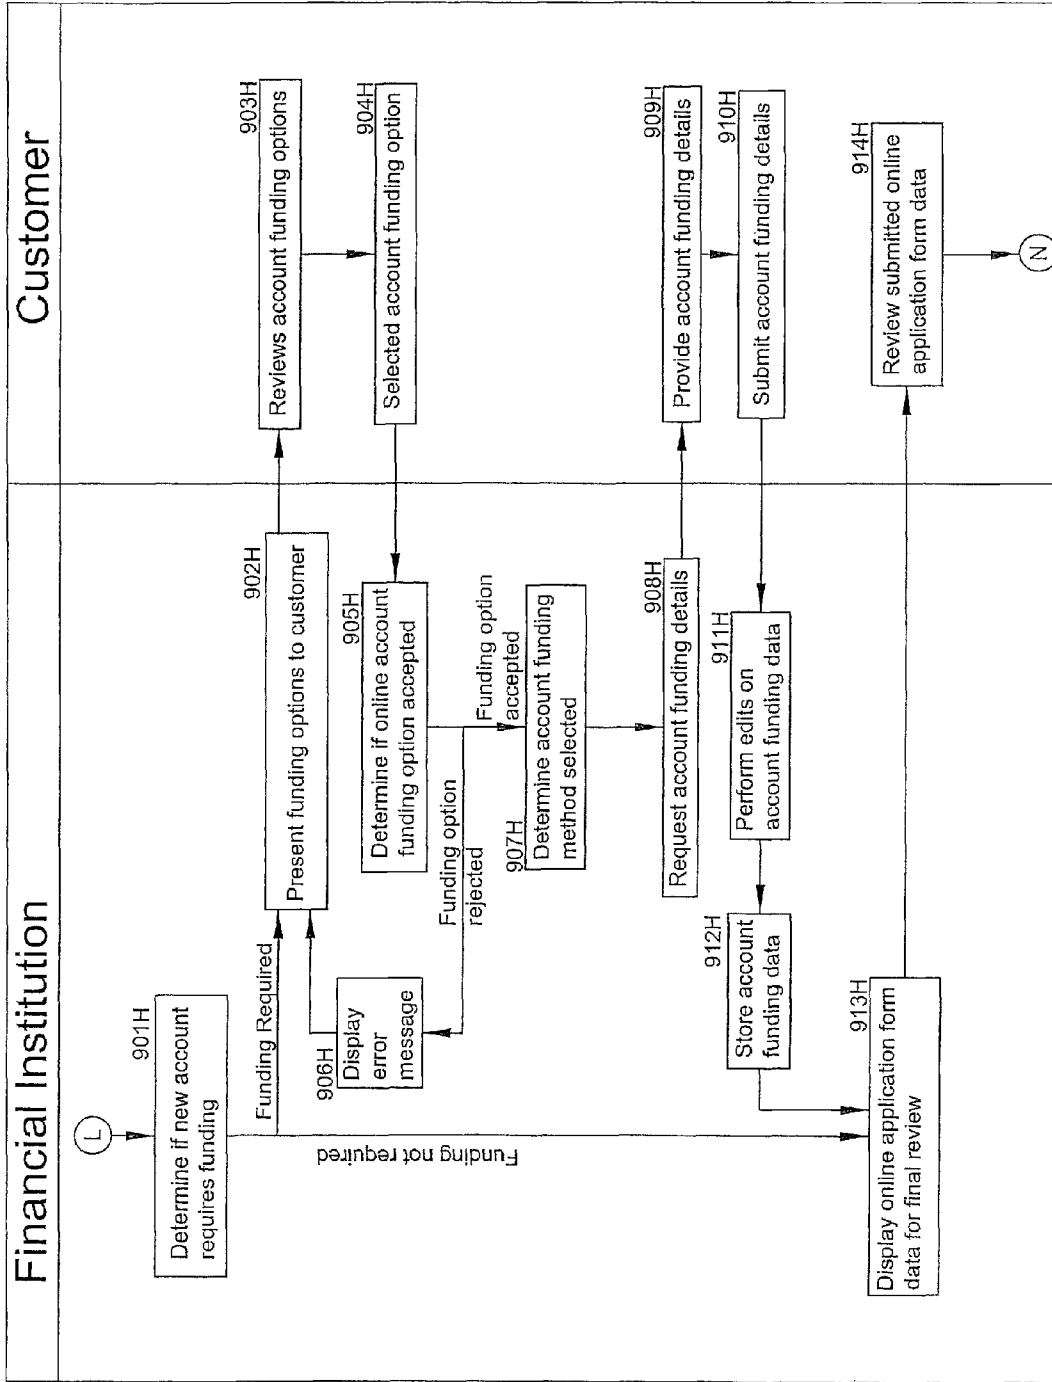 Financial Institution
Customer
L
901H
Determine if new account
requires funding
Funding Required
Funding not required
902H
Present funding options to customer
903H
Reviews account funding options
904H
Selected account funding option
905H
Determine if online account
funding option accepted
Funding option
rejected
906H
Display
error
message
Funding option
accepted
907H
Determine account funding
method selected
908H
Request account funding details
909H
Provide account funding details
910H
Submit account funding details
911H
Perform edits on
account funding data
912H
Store account
funding data
913H
Display online application form
data for final review
914H
Review submitted online
application form data
N